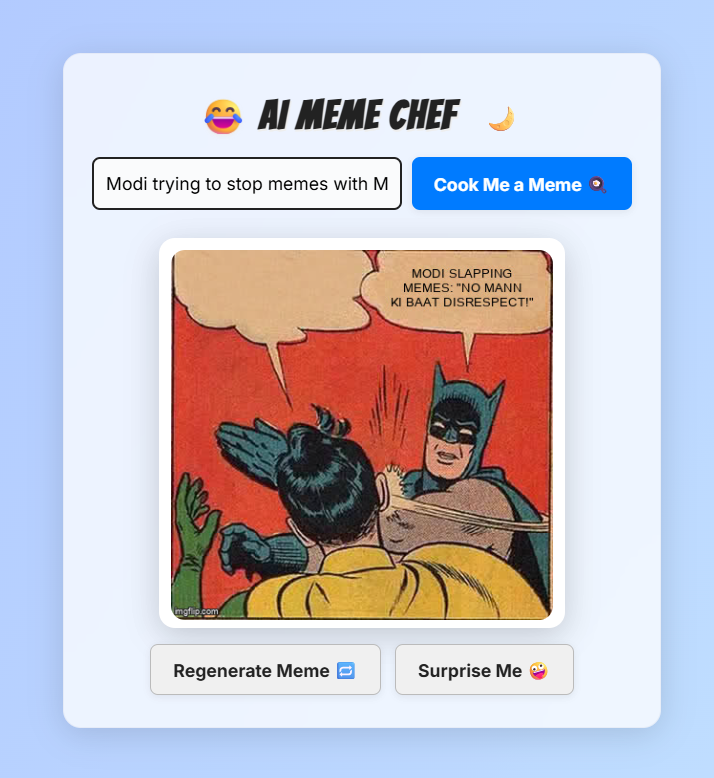 😂 AI MEME CHEF 🌙
Modi trying to stop memes with M
Cook Me a Meme 🍳
MODI SLAPPING
MEMES: "NO MANN
KI BAAT DISRESPECT!"
imgflip.com
Regenerate Meme 🔁
Surprise Me 🤪